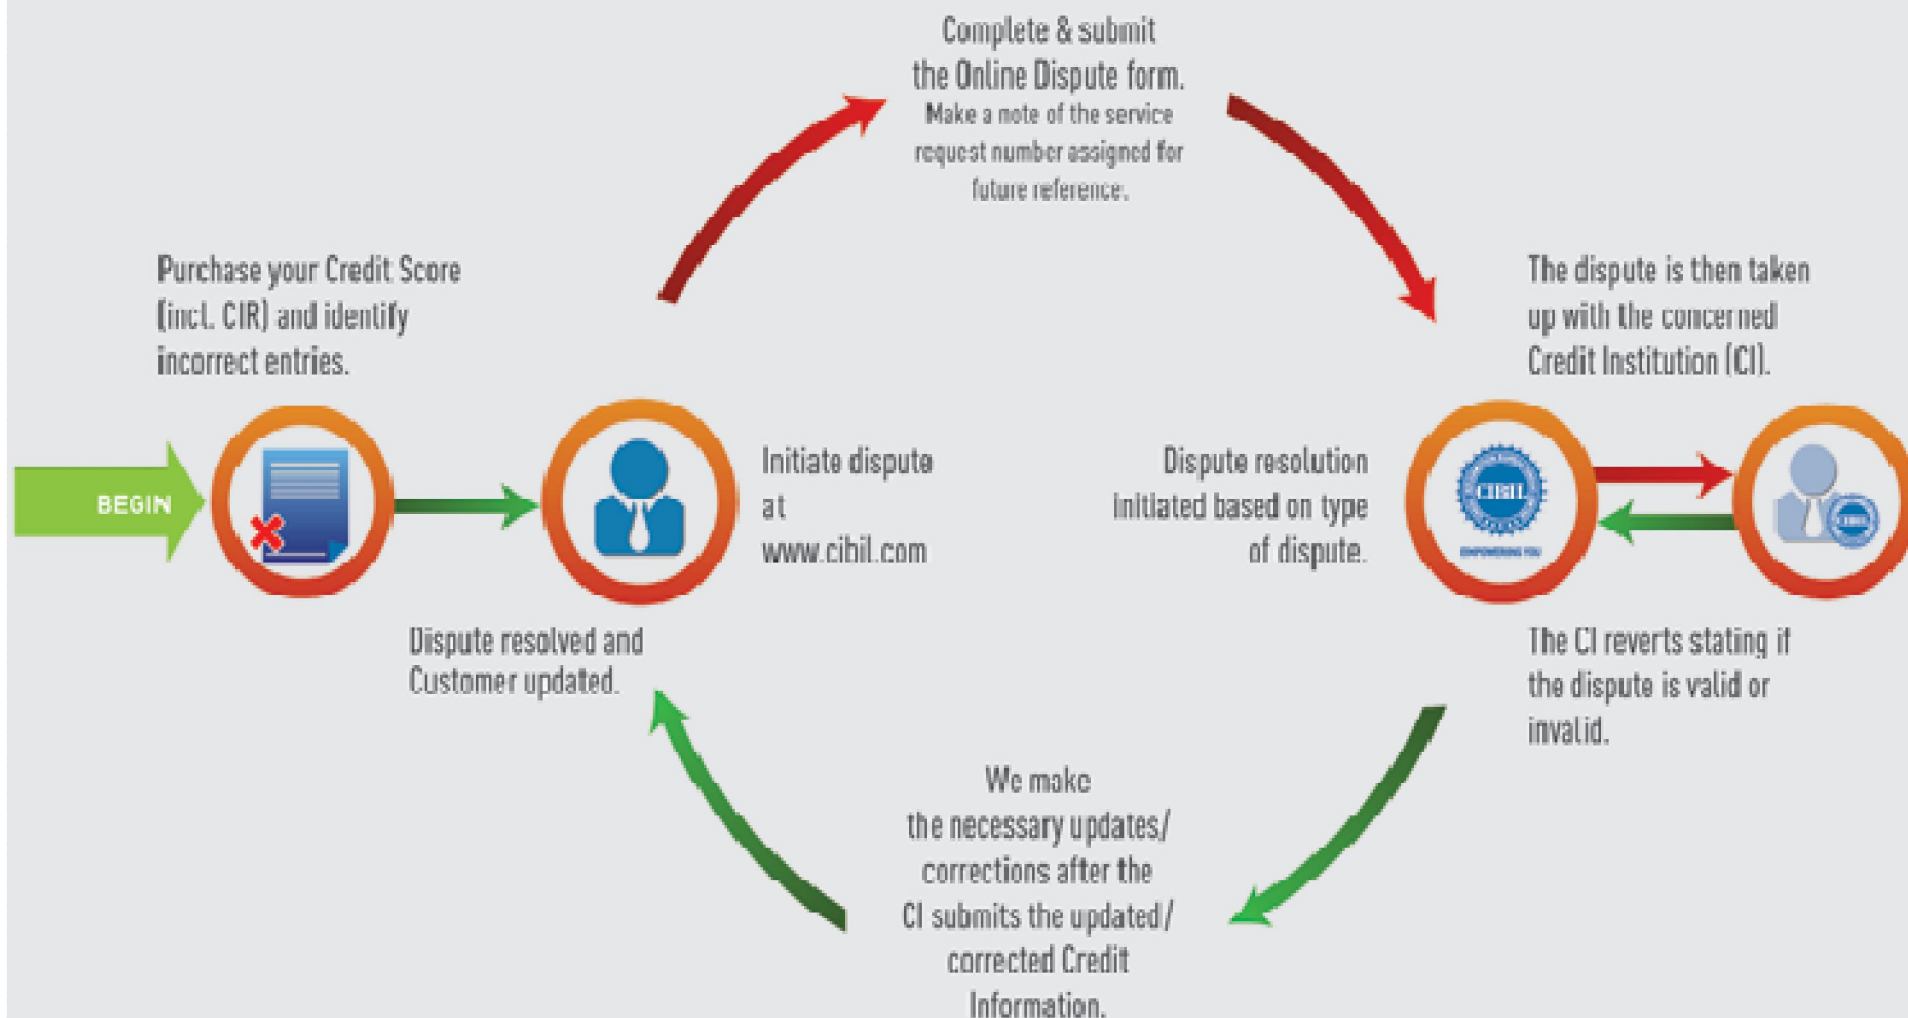 Complete & submit
the Online Dispute form.
Make a note of the service
request number assigned for
future reference.
Purchase your Credit Score
(incl. CIR) and identify
incorrect entries.
The dispute is then taken
up with the concerned
Credit Institution (CI).
BEGIN
Initiate dispute
at
www.cibil.com
Dispute resolution
initiated based on type
of dispute.
CIBIL
EMPOWERING YOU
CIBIL
Dispute resolved and
Customer updated.
The CI reverts stating if
the dispute is valid or
invalid.
We make
the necessary updates/
corrections after the
CI submits the updated/
corrected Credit
Information.